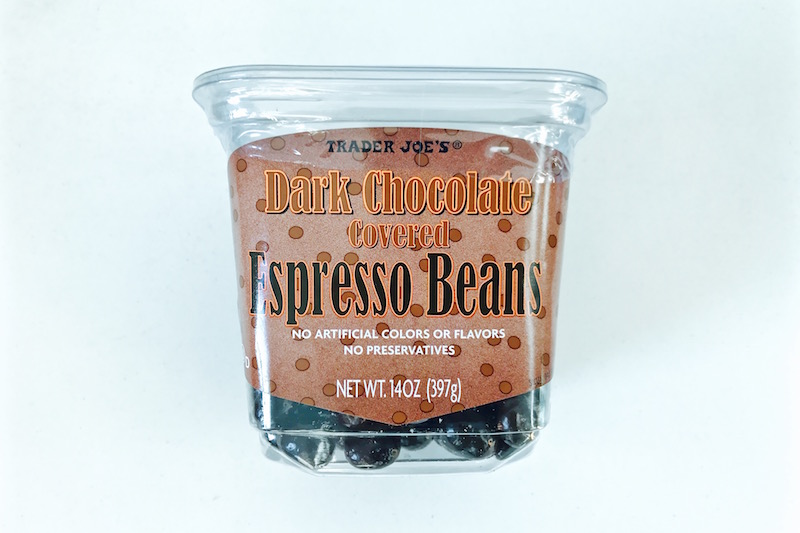 TRADER JOE'S®
Dark Chocolate
Covered
Espresso Beans
NO ARTIFICIAL COLORS OR FLAVORS
NO PRESERVATIVES
NET WT. 14OZ (397g)